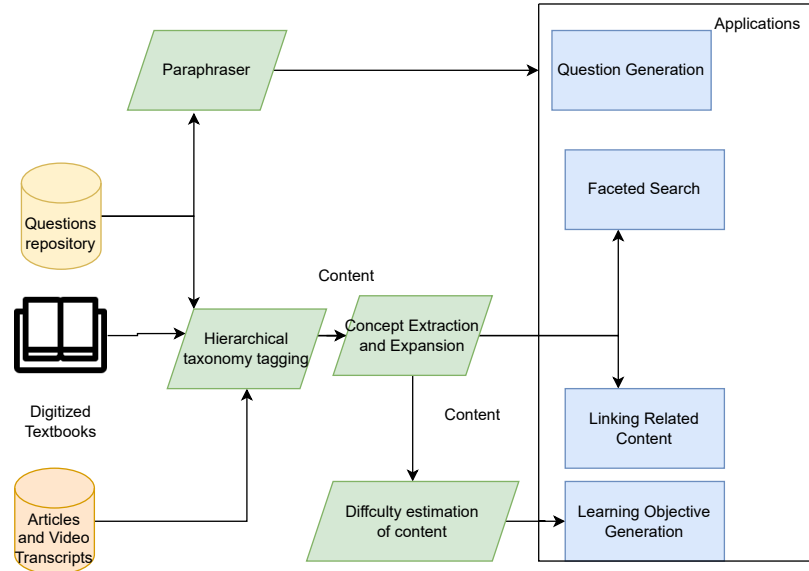 Applications
Paraphraser
Question Generation
Faceted Search
Questions
repository
Content
Hierarchical
taxonomy tagging
Concept Extraction
and Expansion
Digitized
Textbooks
Content
Linking Related
Content
Articles
and Video
Transcripts
Diffculty estimation
of content
Learning Objective
Generation